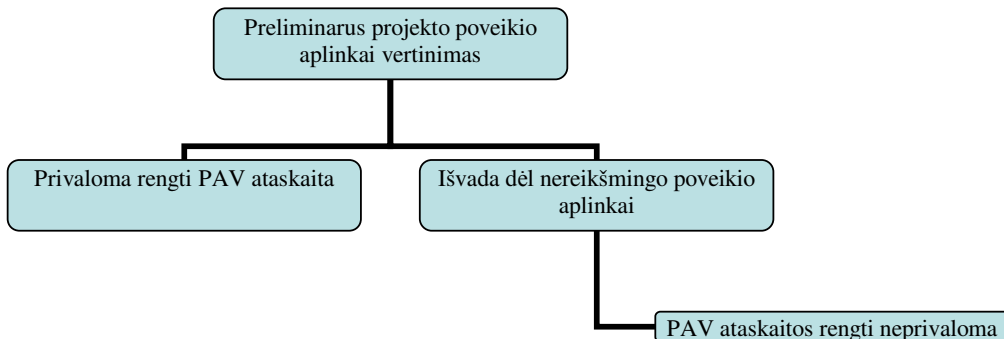 Preliminarus projekto poveikio
aplinkai vertinimas
Privaloma rengti PAV ataskaita
Išvada dėl nereikšmingo poveikio
aplinkai
PAV ataskaitos rengti neprivaloma